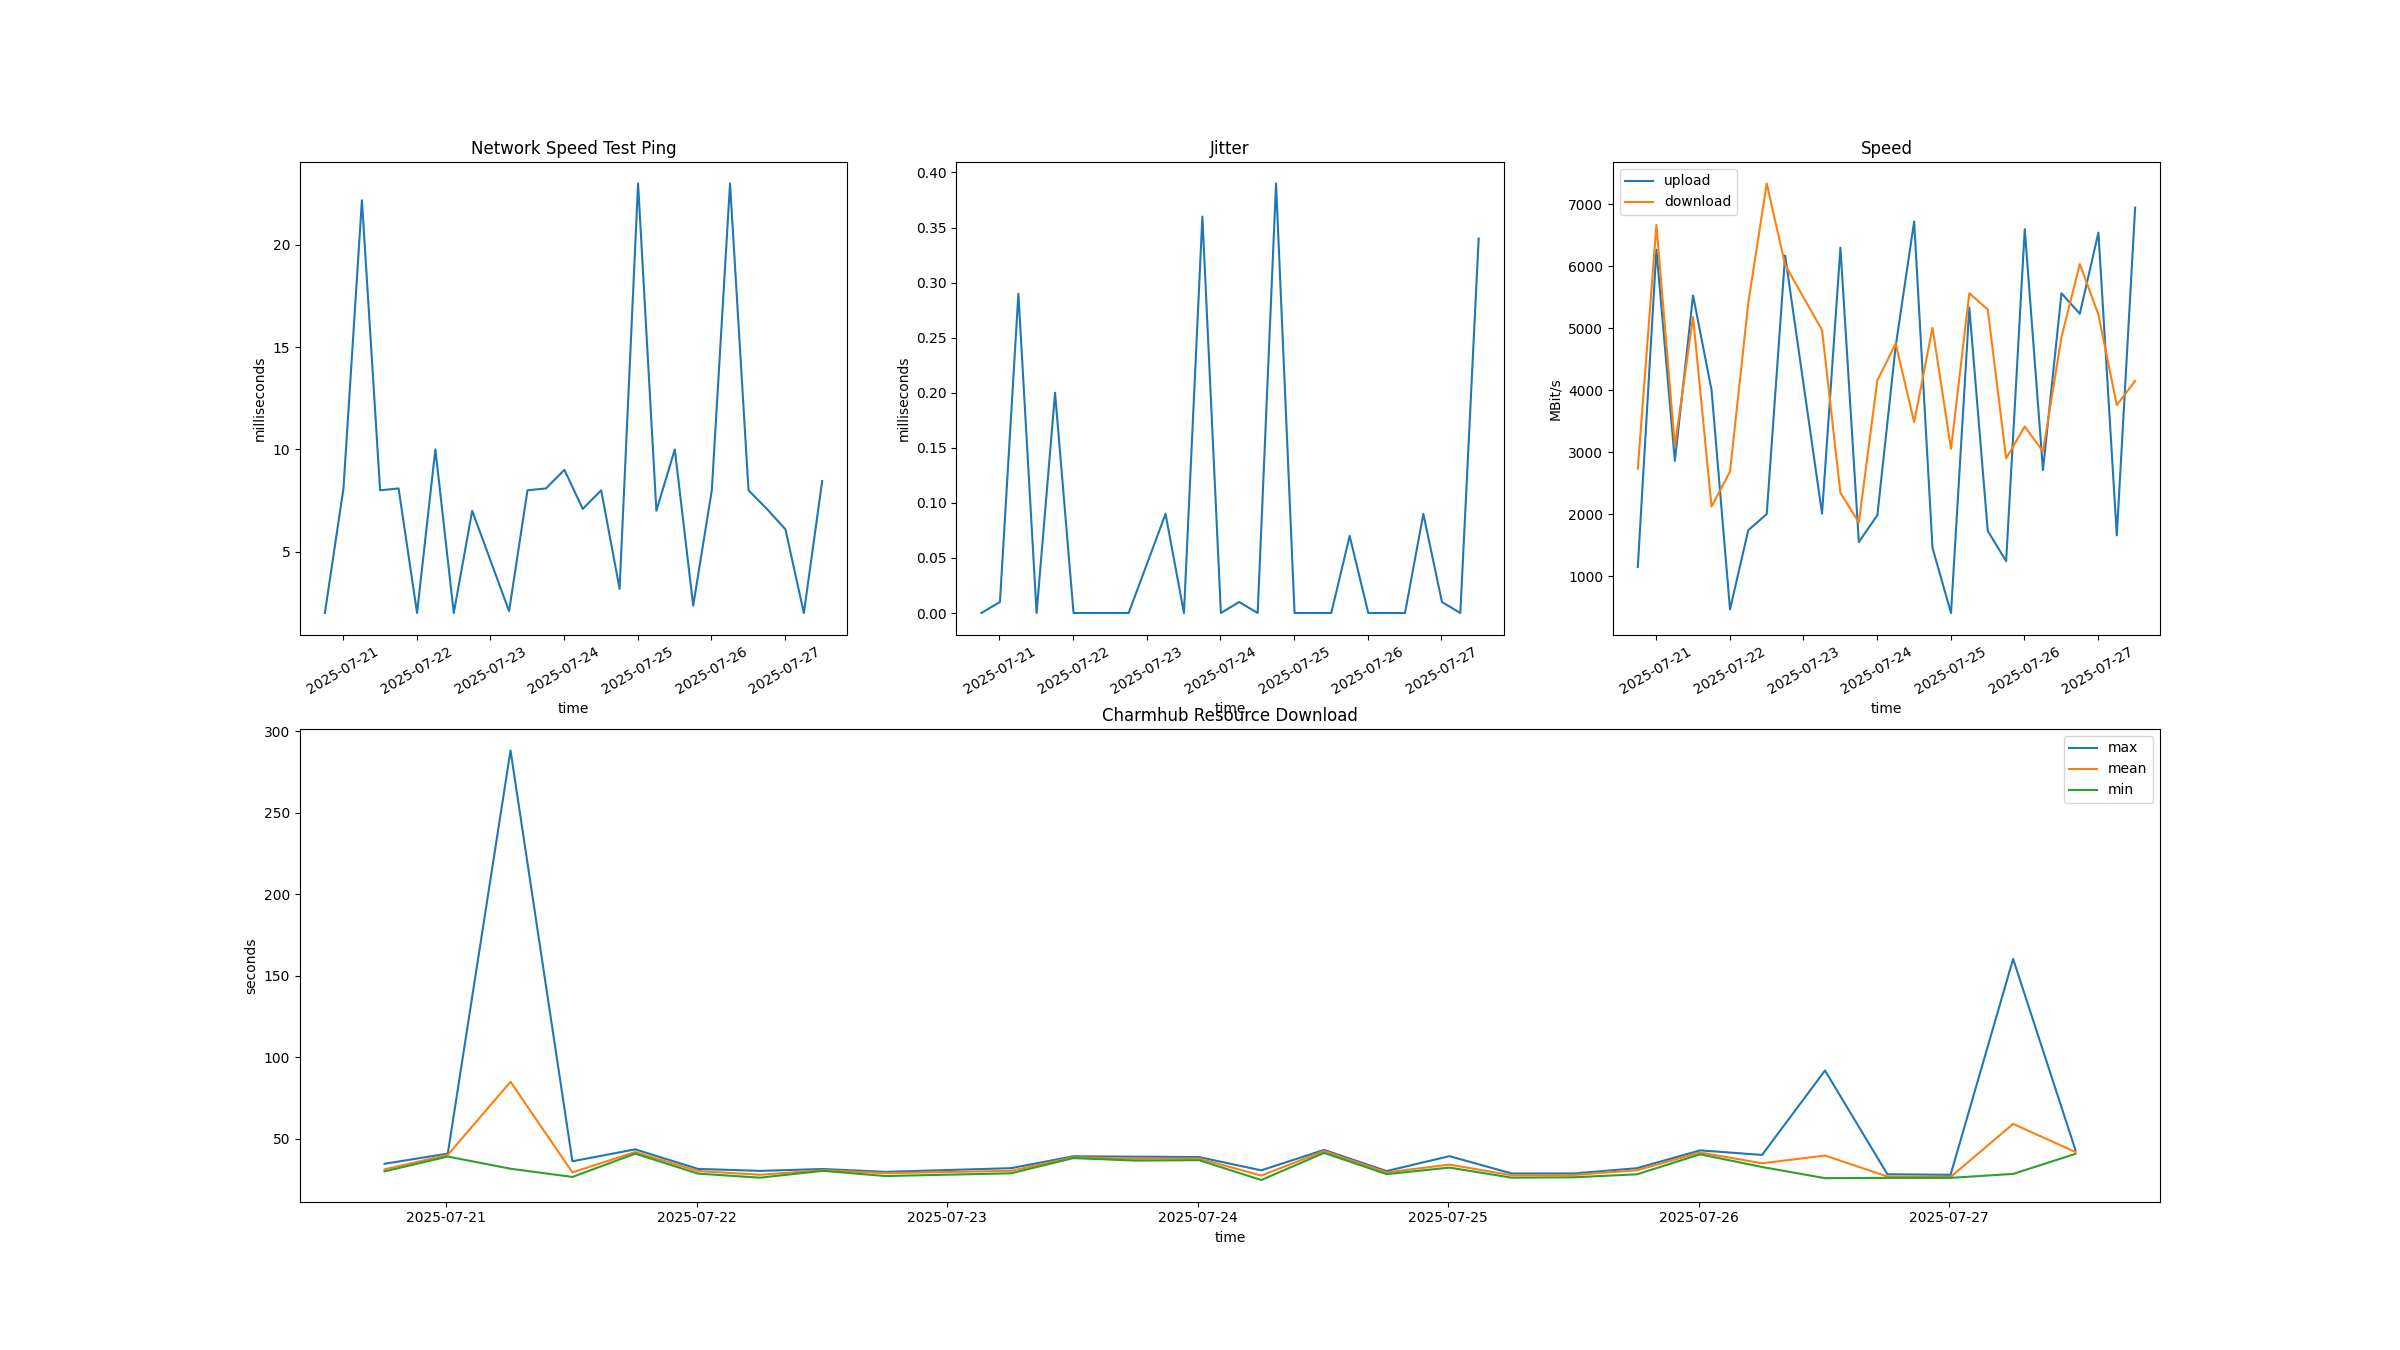 Network Speed Test Ping
milliseconds
20
15
10
5
2025-07-21 2025-07-22 2025-07-23 2025-07-24 2025-07-25 2025-07-26 2025-07-27
time
Jitter
milliseconds
0.40
0.35
0.30
0.25
0.20
0.15
0.10
0.05
0.00
2025-07-21 2025-07-22 2025-07-23 2025-07-24 2025-07-25 2025-07-26 2025-07-27
time
Speed
upload
download
MBit/s
7000
6000
5000
4000
3000
2000
1000
2025-07-21 2025-07-22 2025-07-23 2025-07-24 2025-07-25 2025-07-26 2025-07-27
time
Charmhub Resource Download
max
mean
min
seconds
300
250
200
150
100
50
2025-07-21 2025-07-22 2025-07-23 2025-07-24 2025-07-25 2025-07-26 2025-07-27
time